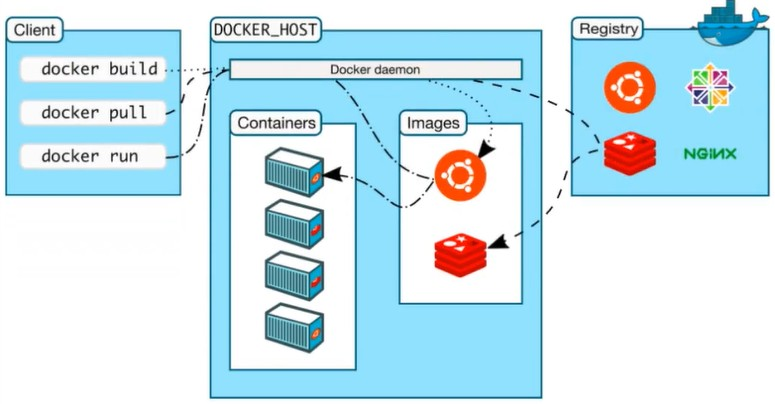 Client
docker build
docker pull
docker run
DOCKER_HOST
Docker daemon
Containers
Images
Registry
NGINX